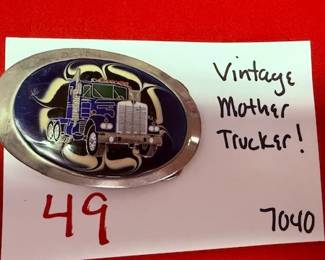 Vintage
Mother
Trucker!
49
7040